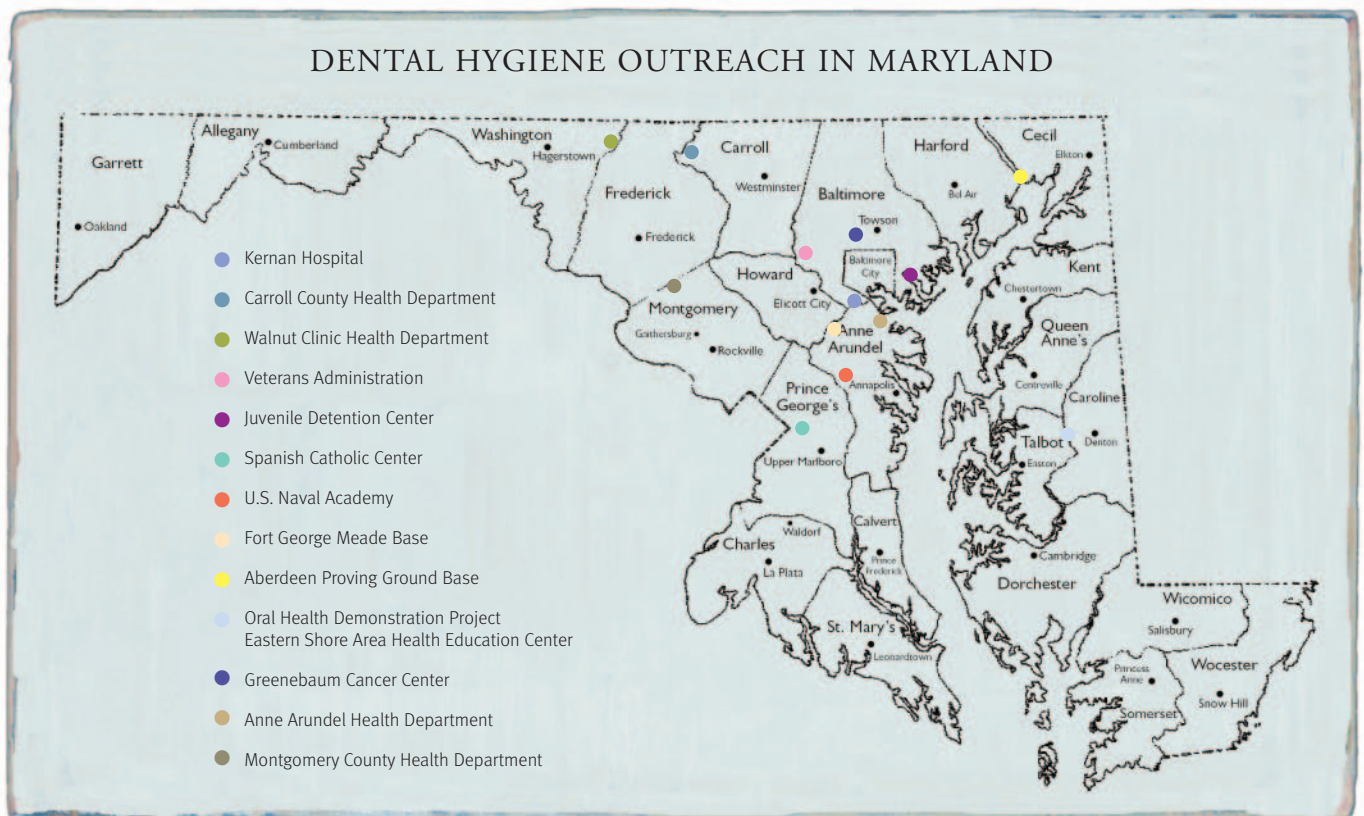 DENTAL HYGIENE OUTREACH IN MARYLAND
Garrett
Oakland
Allegany
Cumberland
Washington
Hagerstown
Frederick
Frederick
Carroll
Westminster
Baltimore
Towson
Baltimore
City
Harford
Bel Air
Cecil
Elkton
Howard
Elicott City
Montgomery
Gaithersburg
Rockville
Anne
Arundel
Annapolis
Prince
George's
Upper Marlboro
Kent
Chestertown
Queen
Anne's
Centreville
Caroline
Denton
Talbot
Easton
Calvert
Prince
Frederick
Charles
Waldorf
La Plata
St. Mary's
Leonardtown
Cambridge
Dorchester
Wicomico
Salisbury
Wocester
Snow Hill
Princess
Anne
Somerset
Kernan Hospital
Carroll County Health Department
Walnut Clinic Health Department
Veterans Administration
Juvenile Detention Center
Spanish Catholic Center
U.S. Naval Academy
Fort George Meade Base
Aberdeen Proving Ground Base
Oral Health Demonstration Project
Eastern Shore Area Health Education Center
Greenebaum Cancer Center
Anne Arundel Health Department
Montgomery County Health Department